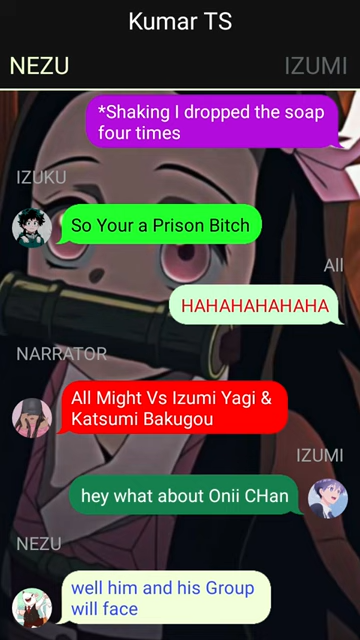 Kumar TS
NEZU
IZUMI
*Shaking I dropped the soap
four times
IZUKU
So Your a Prison Bitch
All
HAHAHAHAHAHA
NARRATOR
All Might Vs Izumi Yagi &
Katsumi Bakugou
IZUMI
hey what about Onii CHan
NEZU
well him and his Group
will face